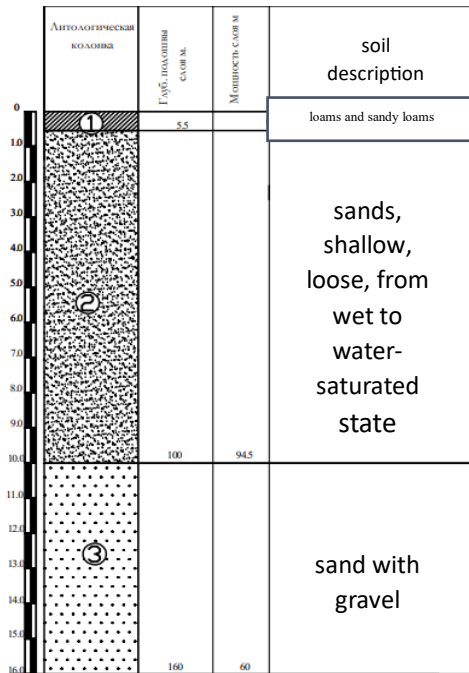 Литологическая
колонка
Глуб. подошвы
слоя м.
Мощность слоя м
soil
description
0
1
5.5
loams and sandy loams
1.0
2.0
3.0
4.0
5.0
6.0
7.0
8.0
9.0
10.0
2
sands,
shallow,
loose, from
wet to
water-
saturated
state
100
94.5
11.0
12.0
13.0
14.0
15.0
16.0
3
sand with
gravel
160
60